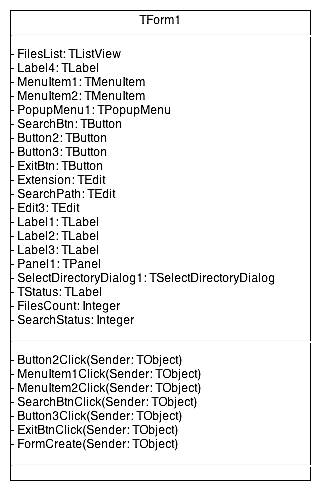 TForm1
- FilesList: TListView
- Label4: TLabel
- MenuItem1: TMenuItem
- MenuItem2: TMenuItem
- PopupMenu1: TPopupMenu
- SearchBtn: TButton
- Button2: TButton
- Button3: TButton
- ExitBtn: TButton
- Extension: TEdit
- SearchPath: TEdit
- Edit3: TEdit
- Label1: TLabel
- Label2: TLabel
- Label3: TLabel
- Panel1: TPanel
- SelectDirectoryDialog1: TSelectDirectoryDialog
- TStatus: TLabel
- FilesCount: Integer
- SearchStatus: Integer
- Button2Click(Sender: TObject)
- MenuItem1Click(Sender: TObject)
- MenuItem2Click(Sender: TObject)
- SearchBtnClick(Sender: TObject)
- Button3Click(Sender: TObject)
- ExitBtnClick(Sender: TObject)
- FormCreate(Sender: TObject)